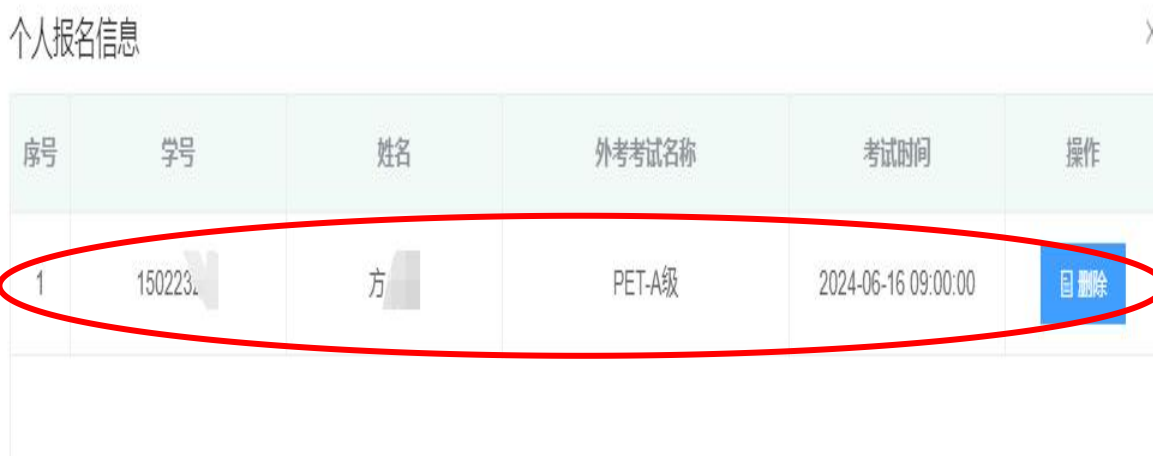 个人报名信息
序号 学号 姓名 外考考试名称 考试时间 操作
1 150223 方 PET-A级 2024-06-16 09:00:00 删除